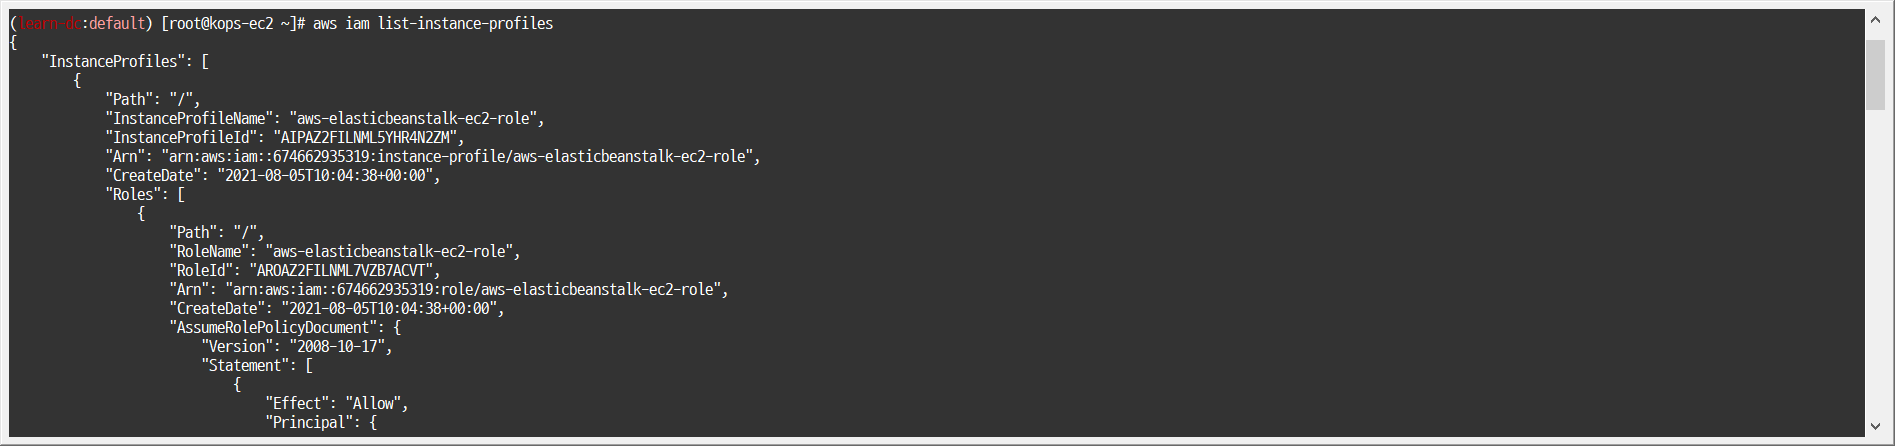 (learn-dc:default) [root@kops-ec2 ~]# aws iam list-instance-profiles
{
    "InstanceProfiles": [
        {
            "Path": "/",
            "InstanceProfileName": "aws-elasticbeanstalk-ec2-role",
            "InstanceProfileId": "AIPAZ2FILNML5YHR4N2ZM",
            "Arn": "arn:aws:iam::674662935319:instance-profile/aws-elasticbeanstalk-ec2-role",
            "CreateDate": "2021-08-05T10:04:38+00:00",
            "Roles": [
                {
                    "Path": "/",
                    "RoleName": "aws-elasticbeanstalk-ec2-role",
                    "RoleId": "AROAZ2FILNML7VZB7ACVT",
                    "Arn": "arn:aws:iam::674662935319:role/aws-elasticbeanstalk-ec2-role",
                    "CreateDate": "2021-08-05T10:04:38+00:00",
                    "AssumeRolePolicyDocument": {
                        "Version": "2008-10-17",
                        "Statement": [
                            {
                                "Effect": "Allow",
                                "Principal": {